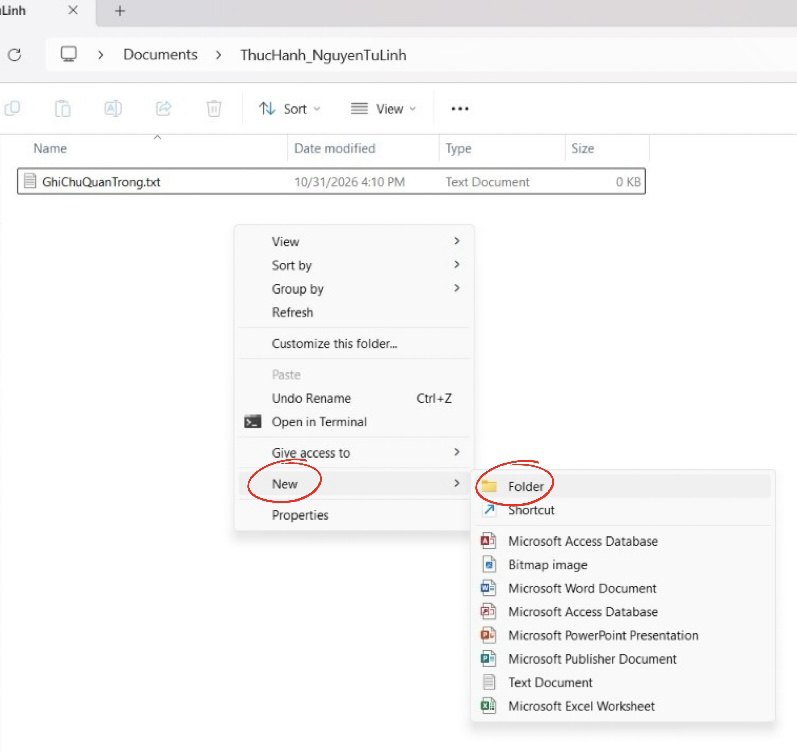 uLinh
Documents > ThucHanh_NguyenTuLinh
Sort View
Name Date modified Type Size
GhiChuQuanTrong.txt 10/31/2026 4:10 PM Text Document 0 KB
View
Sort by
Group by
Refresh
Customize this folder...
Paste
Undo Rename Ctrl+Z
Open in Terminal
Give access to
New
Properties
Folder
Shortcut
Microsoft Access Database
Bitmap image
Microsoft Word Document
Microsoft Access Database
Microsoft PowerPoint Presentation
Microsoft Publisher Document
Text Document
Microsoft Excel Worksheet